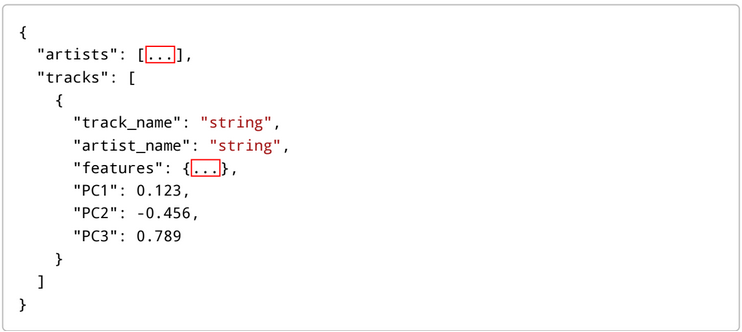 {
  "artists": [...],
  "tracks": [
    {
      "track_name": "string",
      "artist_name": "string",
      "features": {...},
      "PC1": 0.123,
      "PC2": -0.456,
      "PC3": 0.789
    }
  ]
}